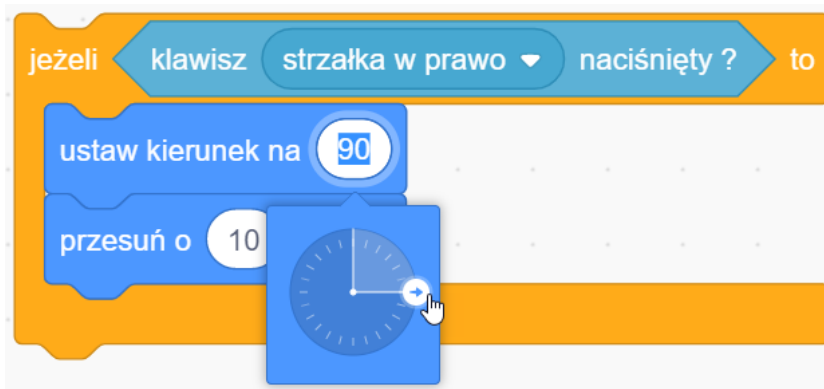 jeżeli klawisz strzałka w prawo naciśnięty ? to
ustaw kierunek na 90
przesuń o 10